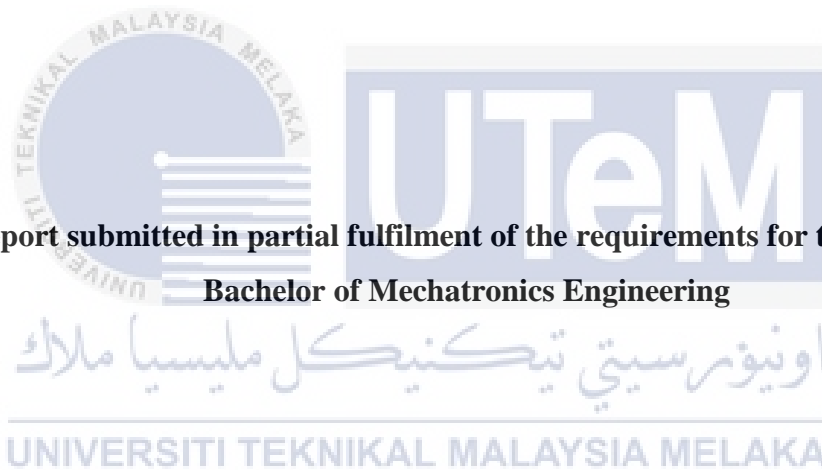 UNIVERSITI TEKNIKAL MALAYSIA MELAKA
UTeM
port submitted in partial fulfilment of the requirements for t
Bachelor of Mechatronics Engineering
اونيۏرسيتي تيكنيكل مليسيا ملاك
UNIVERSITI TEKNIKAL MALAYSIA MELAKA